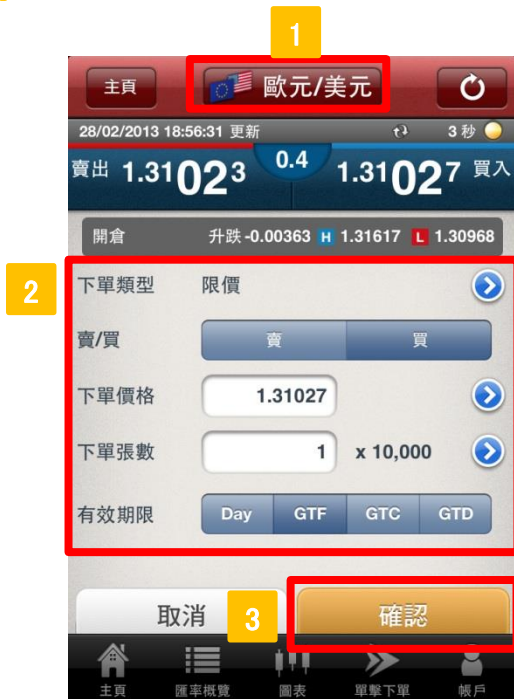 1
主頁 歐元/美元
28/02/2013 18:56:31 更新 3 秒
賣出 1.31023 0.4 1.31027 買入
開倉 升跌 -0.00363 H 1.31617 L 1.30968
2
下單類型 限價
賣/買 賣 買
下單價格 1.31027
下單張數 1 x 10,000
有效期限 Day GTF GTC GTD
取消 3 確認
主頁 匯率概覽 圖表 單擊下單 帳戶